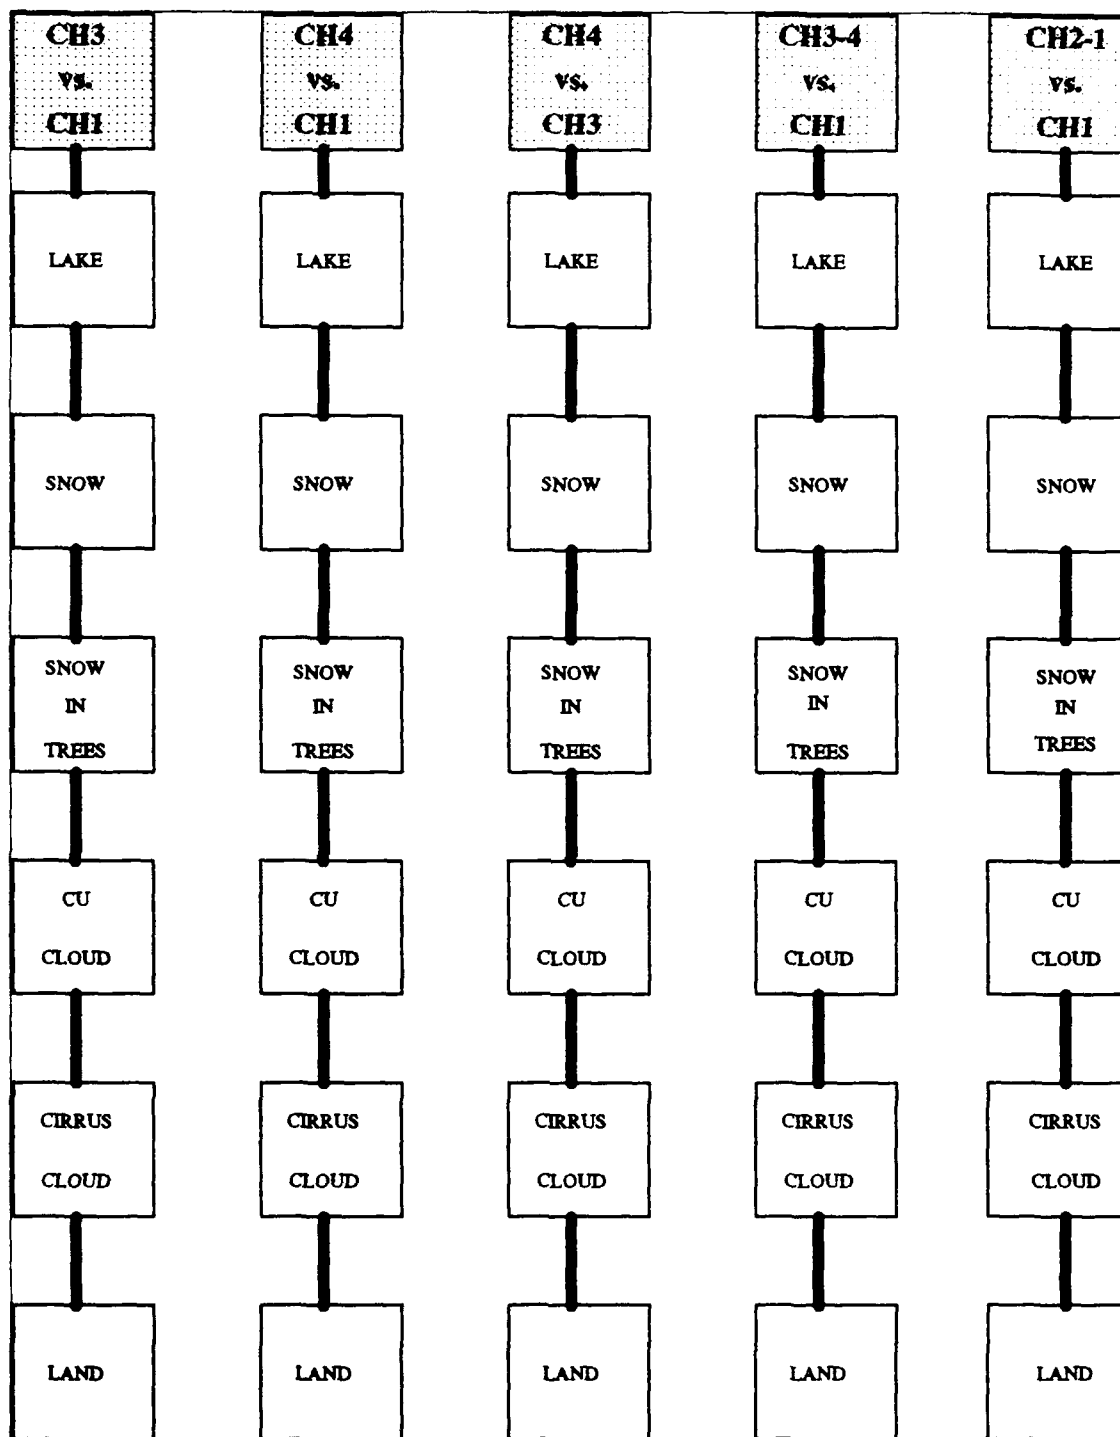 CH3
vs.
CH1
CH4
vs.
CH1
CH4
vs.
CH3
CH3-4
vs.
CH1
CH2-1
vs.
CH1
LAKE
LAKE
LAKE
LAKE
LAKE
SNOW
SNOW
SNOW
SNOW
SNOW
SNOW
IN
TREES
SNOW
IN
TREES
SNOW
IN
TREES
SNOW
IN
TREES
SNOW
IN
TREES
CU
CLOUD
CU
CLOUD
CU
CLOUD
CU
CLOUD
CU
CLOUD
CIRRUS
CLOUD
CIRRUS
CLOUD
CIRRUS
CLOUD
CIRRUS
CLOUD
CIRRUS
CLOUD
LAND
LAND
LAND
LAND
LAND